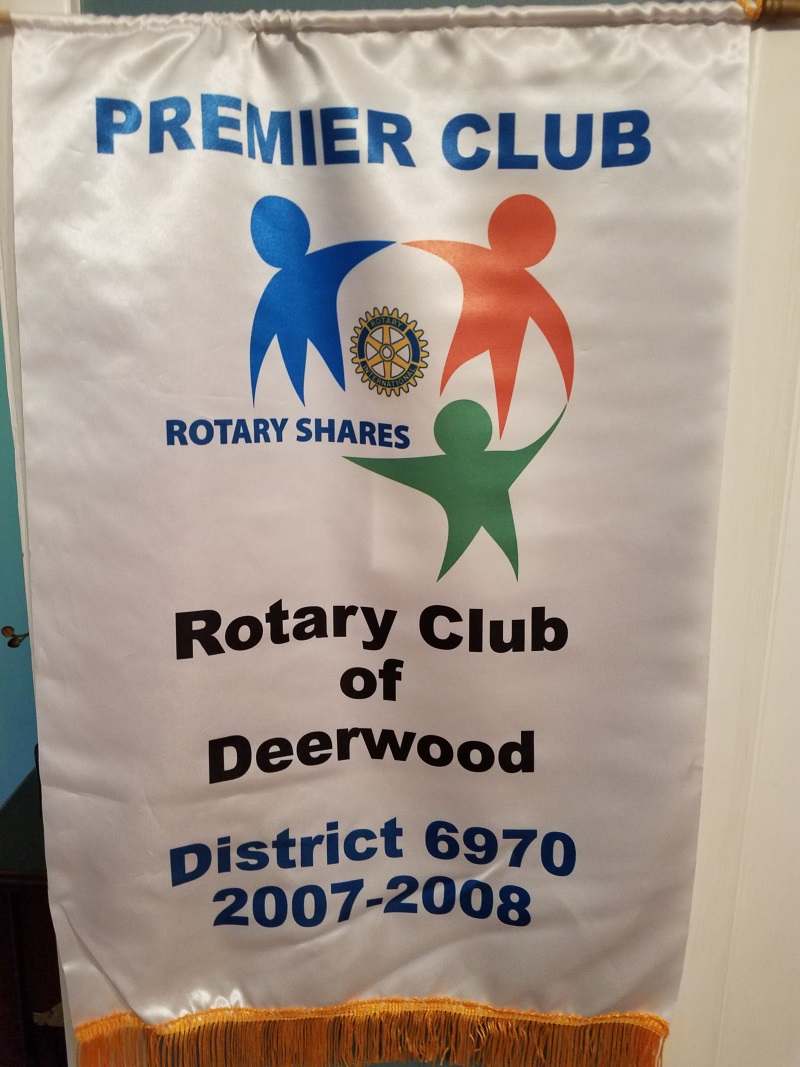 PREMIER CLUB
ROTARY
INTERNATIONAL
ROTARY SHARES
Rotary Club
of
Deerwood
District 6970
2007-2008